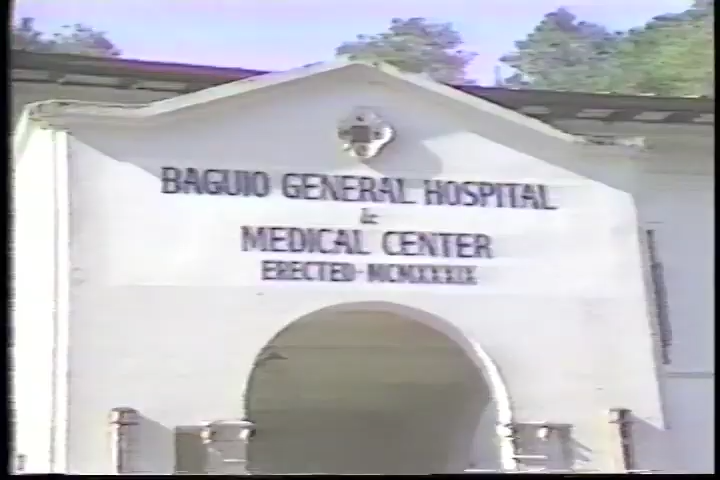 BAGUIO GENERAL HOSPITAL
&
MEDICAL CENTER
ERECTED-MCMXXXIX